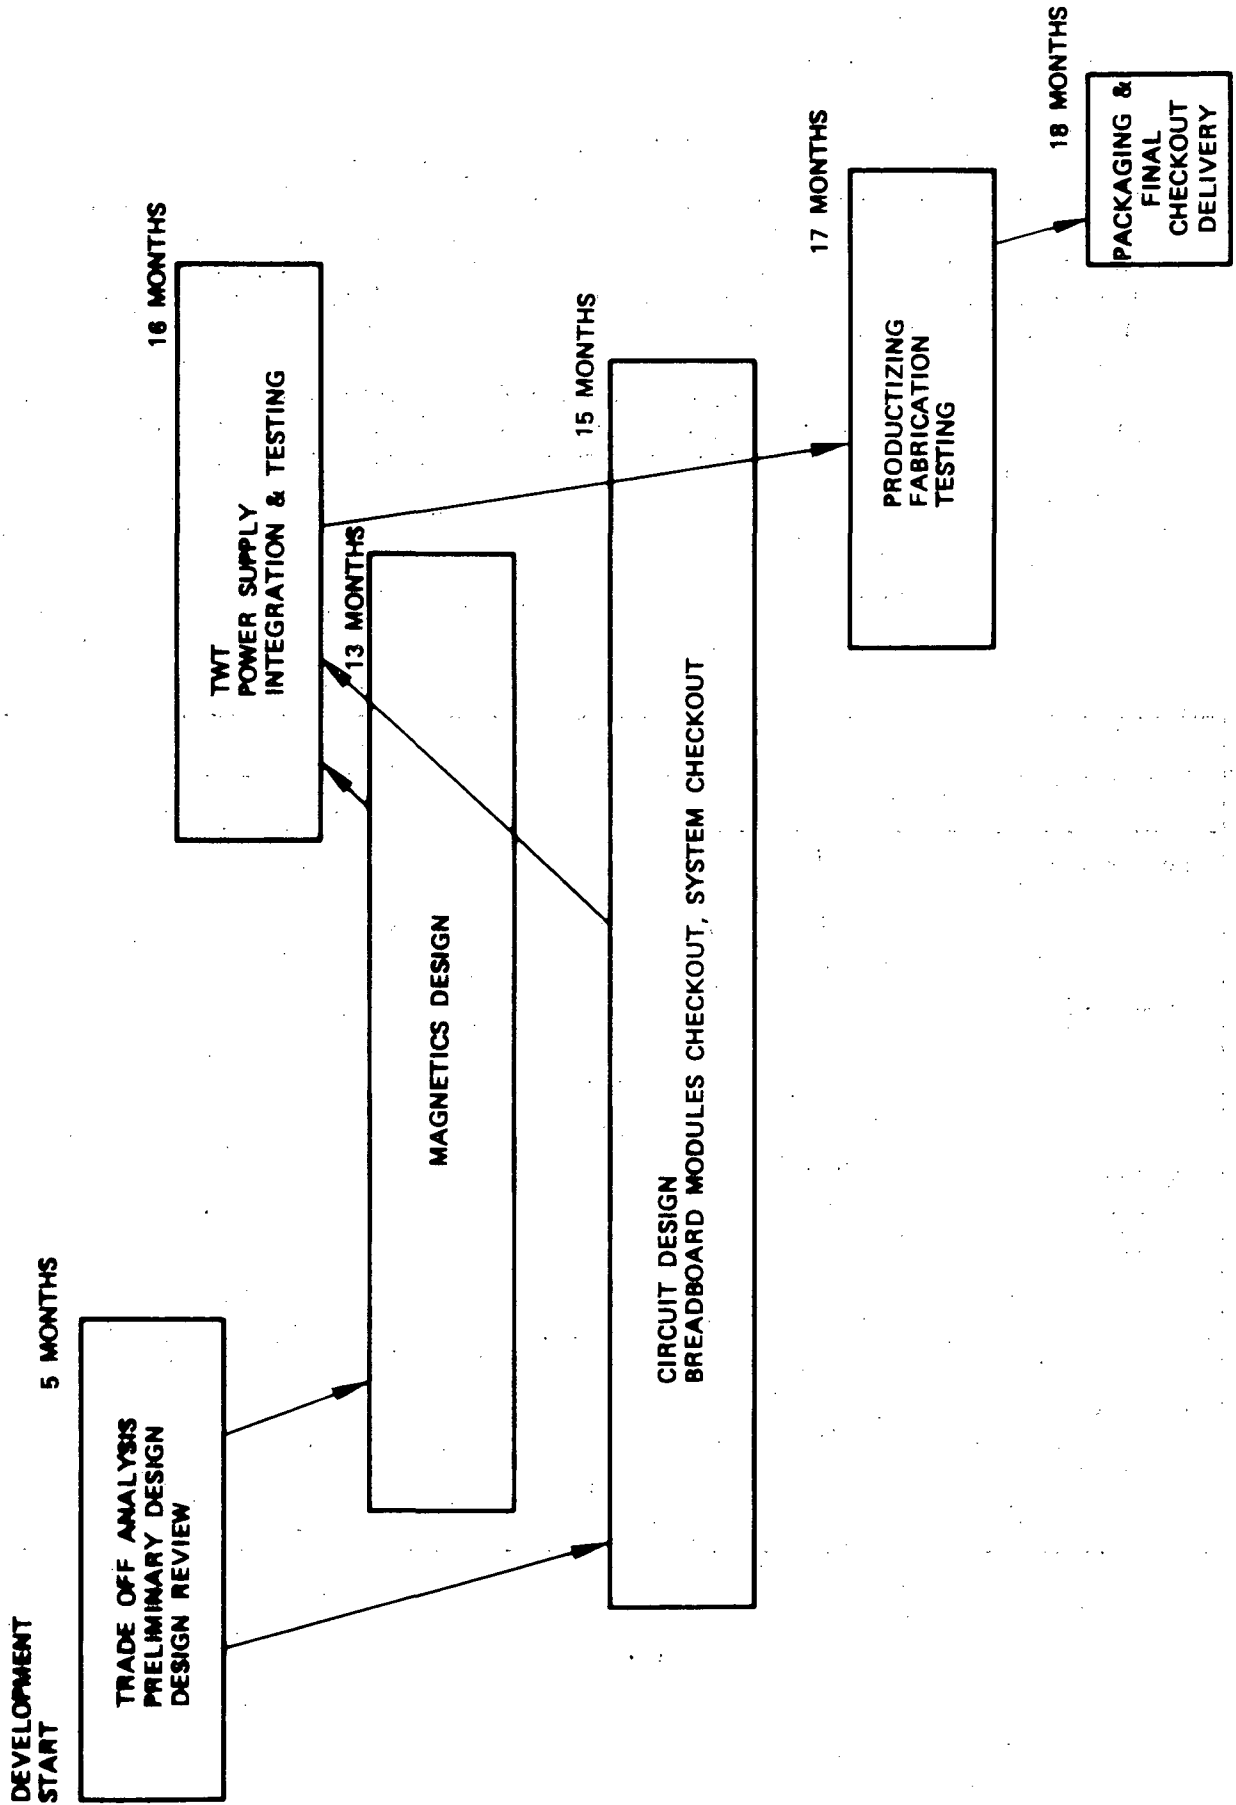 DEVELOPMENT
START
5 MONTHS
TRADE OFF ANALYSIS
PRELIMINARY DESIGN
DESIGN REVIEW
16 MONTHS
TWT
POWER SUPPLY
INTEGRATION & TESTING
13 MONTHS
MAGNETICS DESIGN
15 MONTHS
CIRCUIT DESIGN
BREADBOARD MODULES CHECKOUT, SYSTEM CHECKOUT
17 MONTHS
PRODUCTIZING
FABRICATION
TESTING
18 MONTHS
PACKAGING &
FINAL
CHECKOUT
DELIVERY